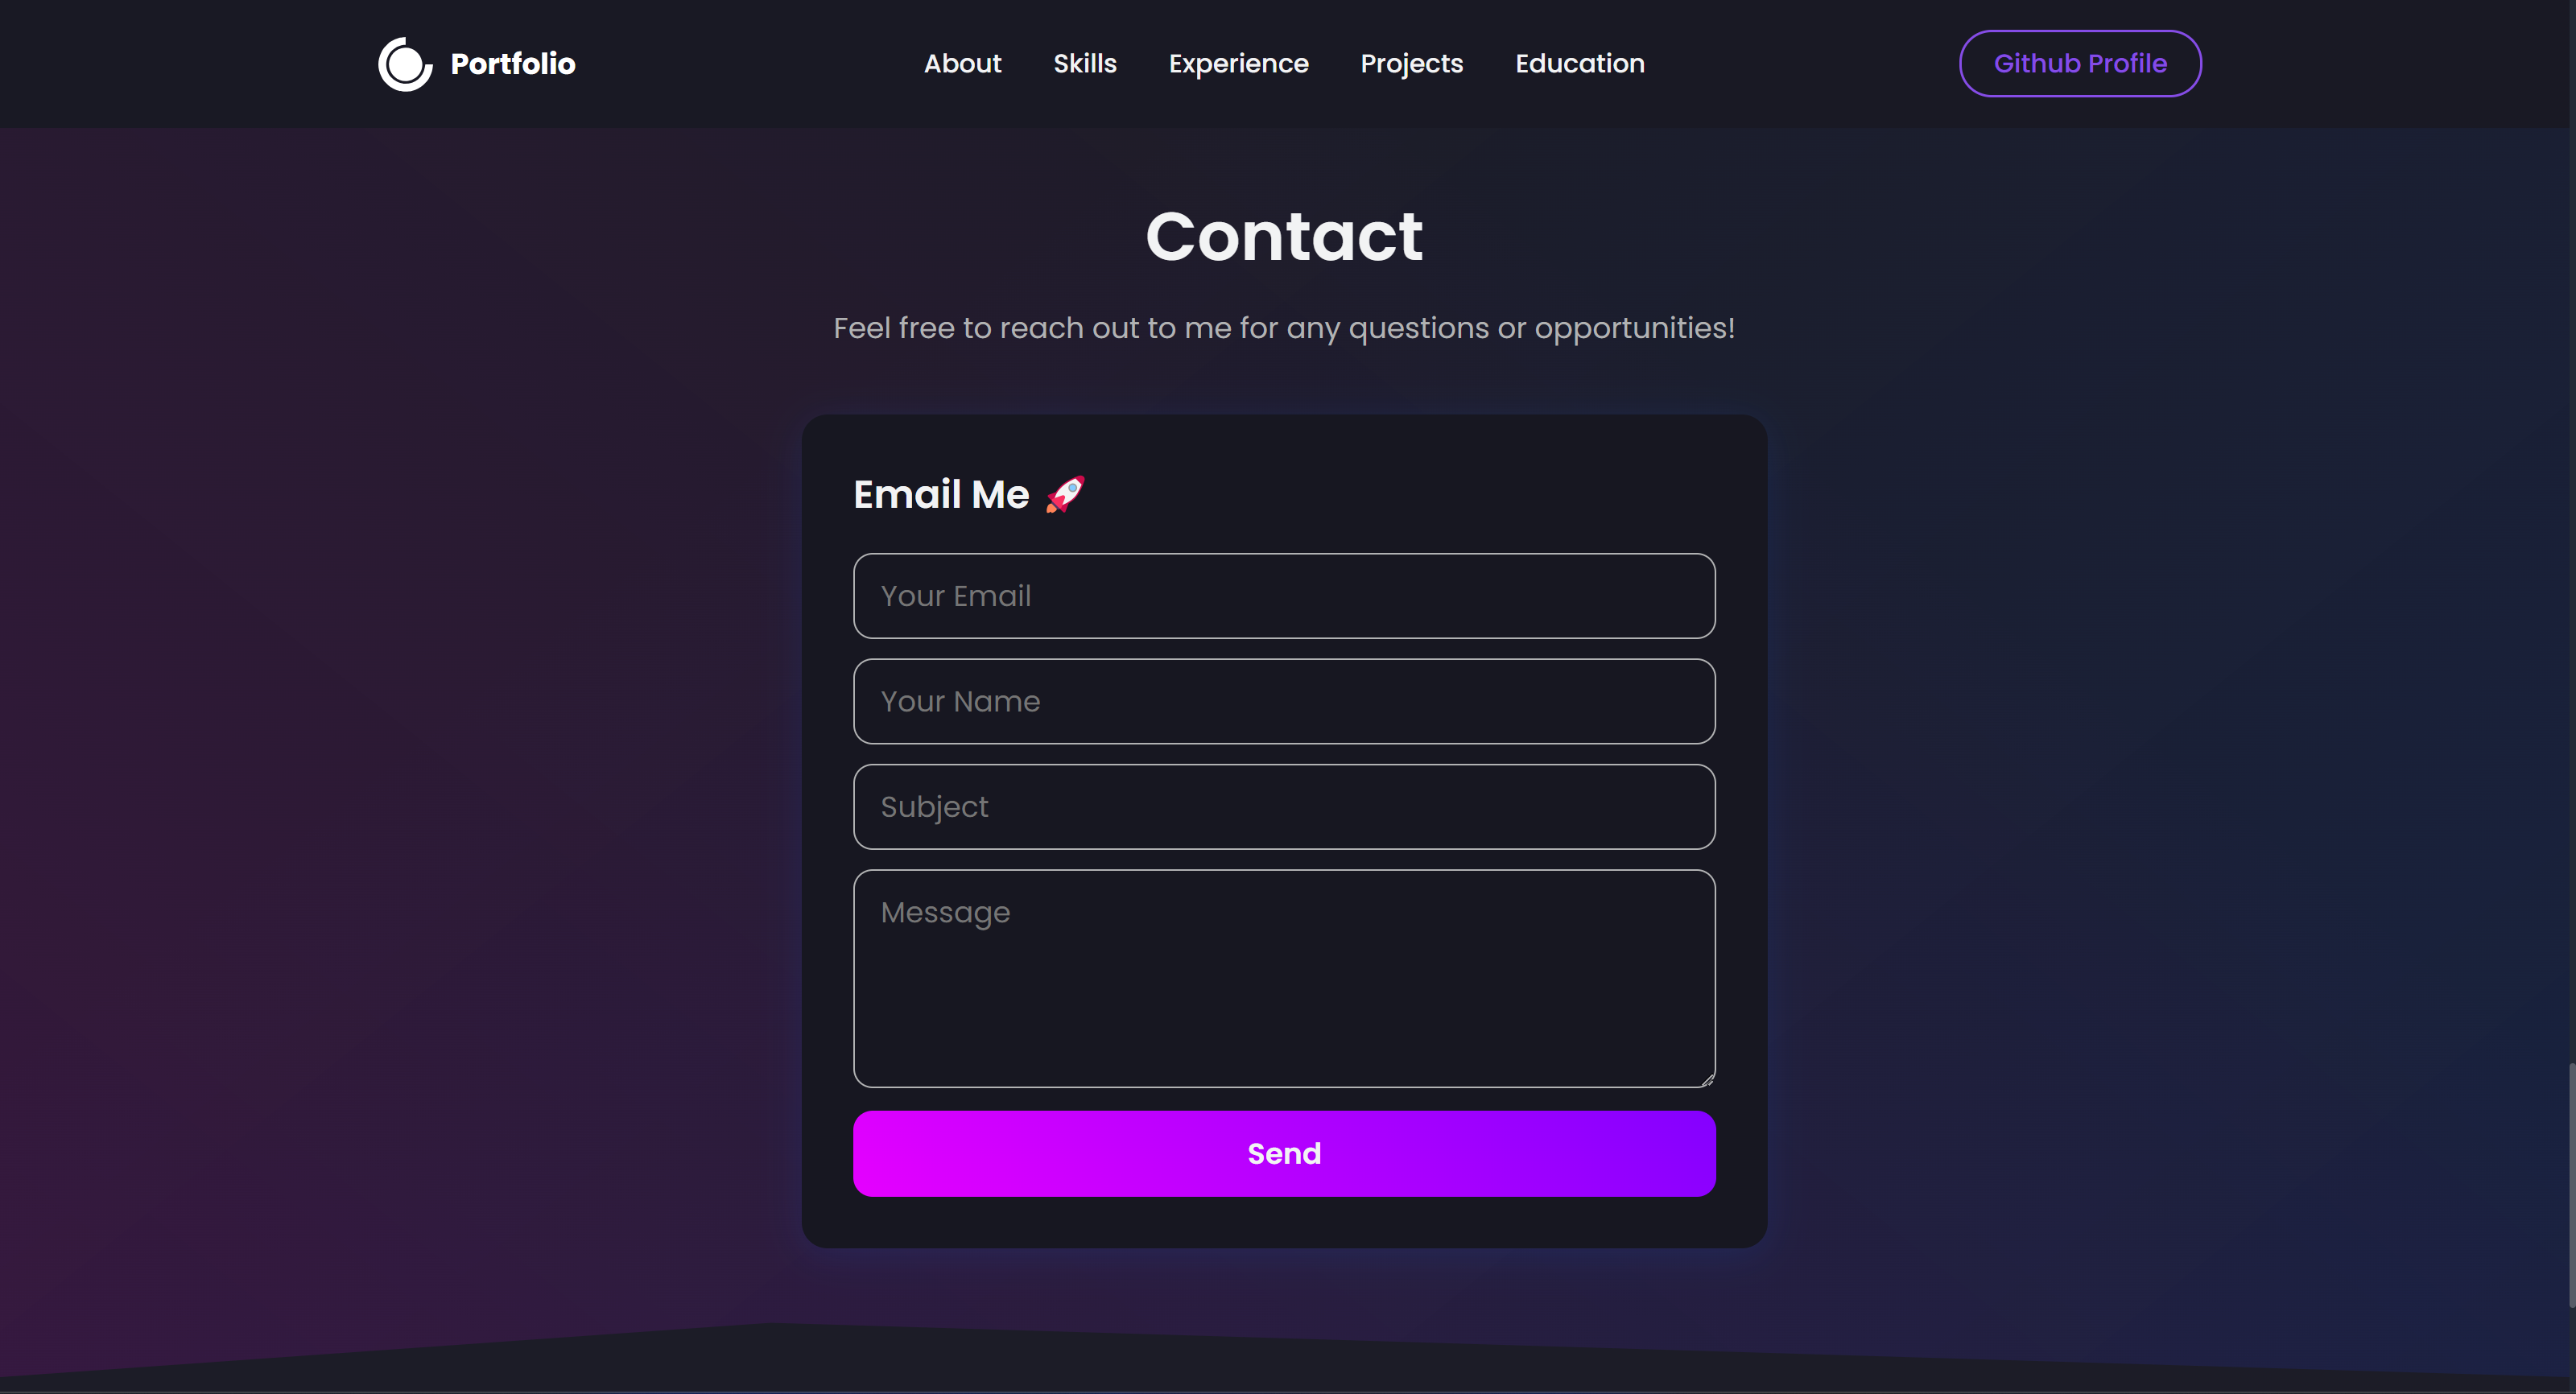 Portfolio
About Skills Experience Projects Education
Github Profile
Contact
Feel free to reach out to me for any questions or opportunities!
Email Me 🚀
Your Email
Your Name
Subject
Message
Send